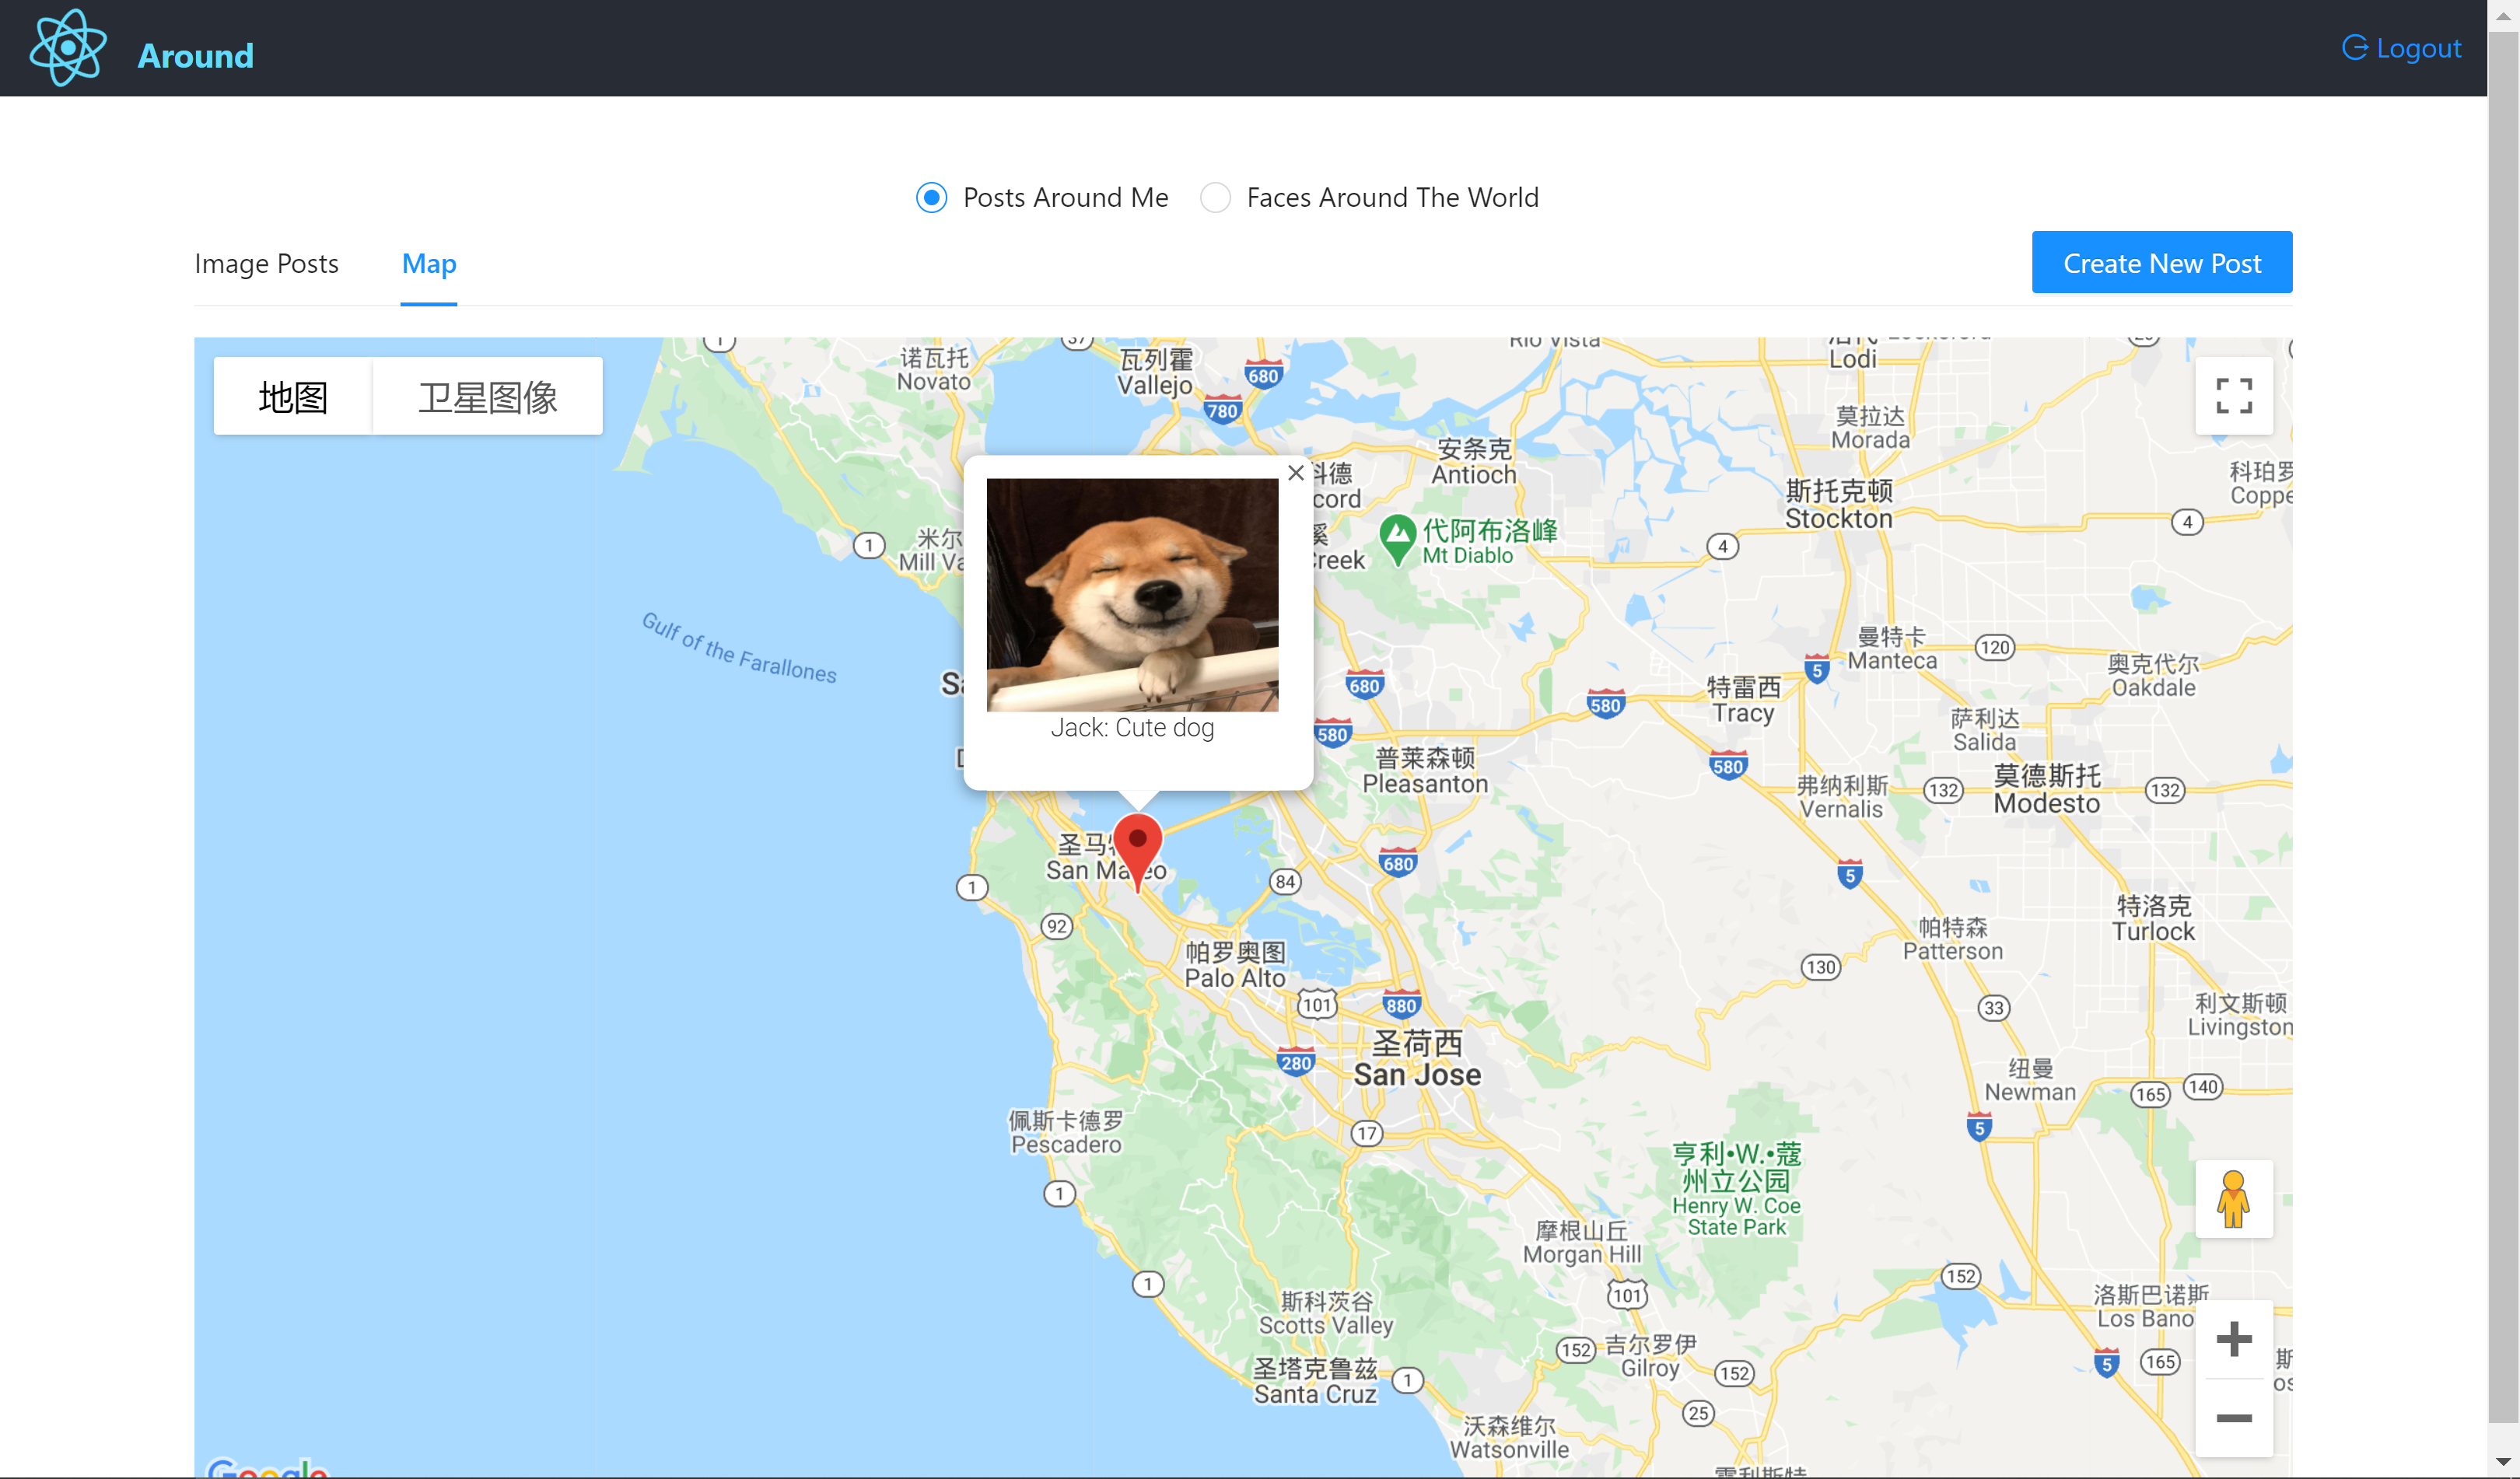 Around
Logout
Posts Around Me
Faces Around The World
Image Posts
Map
Create New Post
地图
卫星图像
1
诺瓦托
Novato
37
瓦列霍
Vallejo
680
780
Rio Vista
Lodi
莫拉达
Morada
安条克
Antioch
科珀罗
Coppe
斯托克顿
Stockton
4
4
1
米尔
Mill Va
科德
cord
溪
Creek
代阿布洛峰
Mt Diablo
Gulf of the Farallones
Sa
Jack: Cute dog
680
580
580
580
特雷西
Tracy
5
曼特卡
Manteca
120
奥克代尔
Oakdale
萨利达
Salida
普莱森顿
Pleasanton
弗纳利斯
Vernalis
132
莫德斯托
Modesto
132
圣马
San Mateo
1
92
84
680
5
特洛克
Turlock
帕特森
Patterson
帕罗奥图
Palo Alto
101
880
130
33
利文斯顿
Livingston
280
圣荷西
San Jose
纽曼
Newman
165
140
5
17
佩斯卡德罗
Pescadero
1
亨利•W.•蔻
州立公园
Henry W. Coe
State Park
摩根山丘
Morgan Hill
101
152
1
斯科茨谷
Scotts Valley
洛斯巴诺斯
Los Bano
152
吉尔罗伊
Gilroy
152
5
165
斯
os
圣塔克鲁兹
Santa Cruz
1
25
沃森维尔
Watsonville
Google